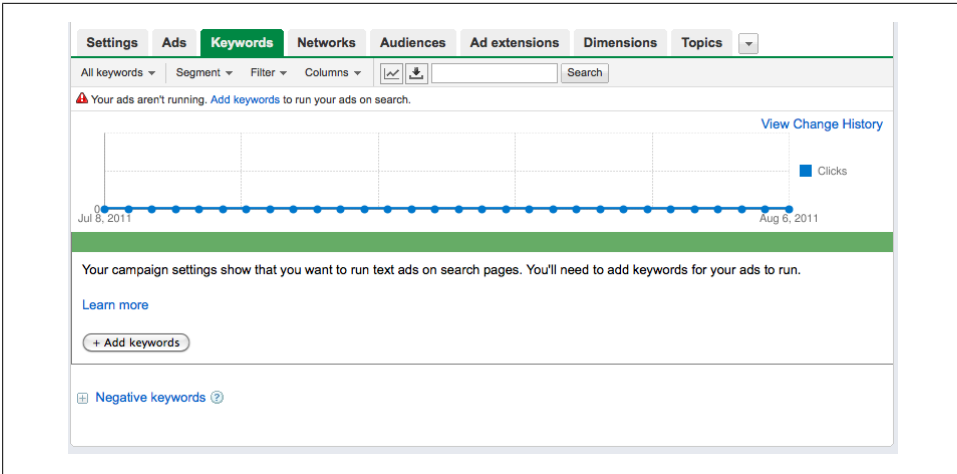 Settings Ads Keywords Networks Audiences Ad extensions Dimensions Topics
All keywords Segment Filter Columns Search
Your ads aren't running. Add keywords to run your ads on search.
View Change History
Clicks
0
Jul 8, 2011 Aug 6, 2011
Your campaign settings show that you want to run text ads on search pages. You'll need to add keywords for your ads to run.
Learn more
+ Add keywords
Negative keywords ?